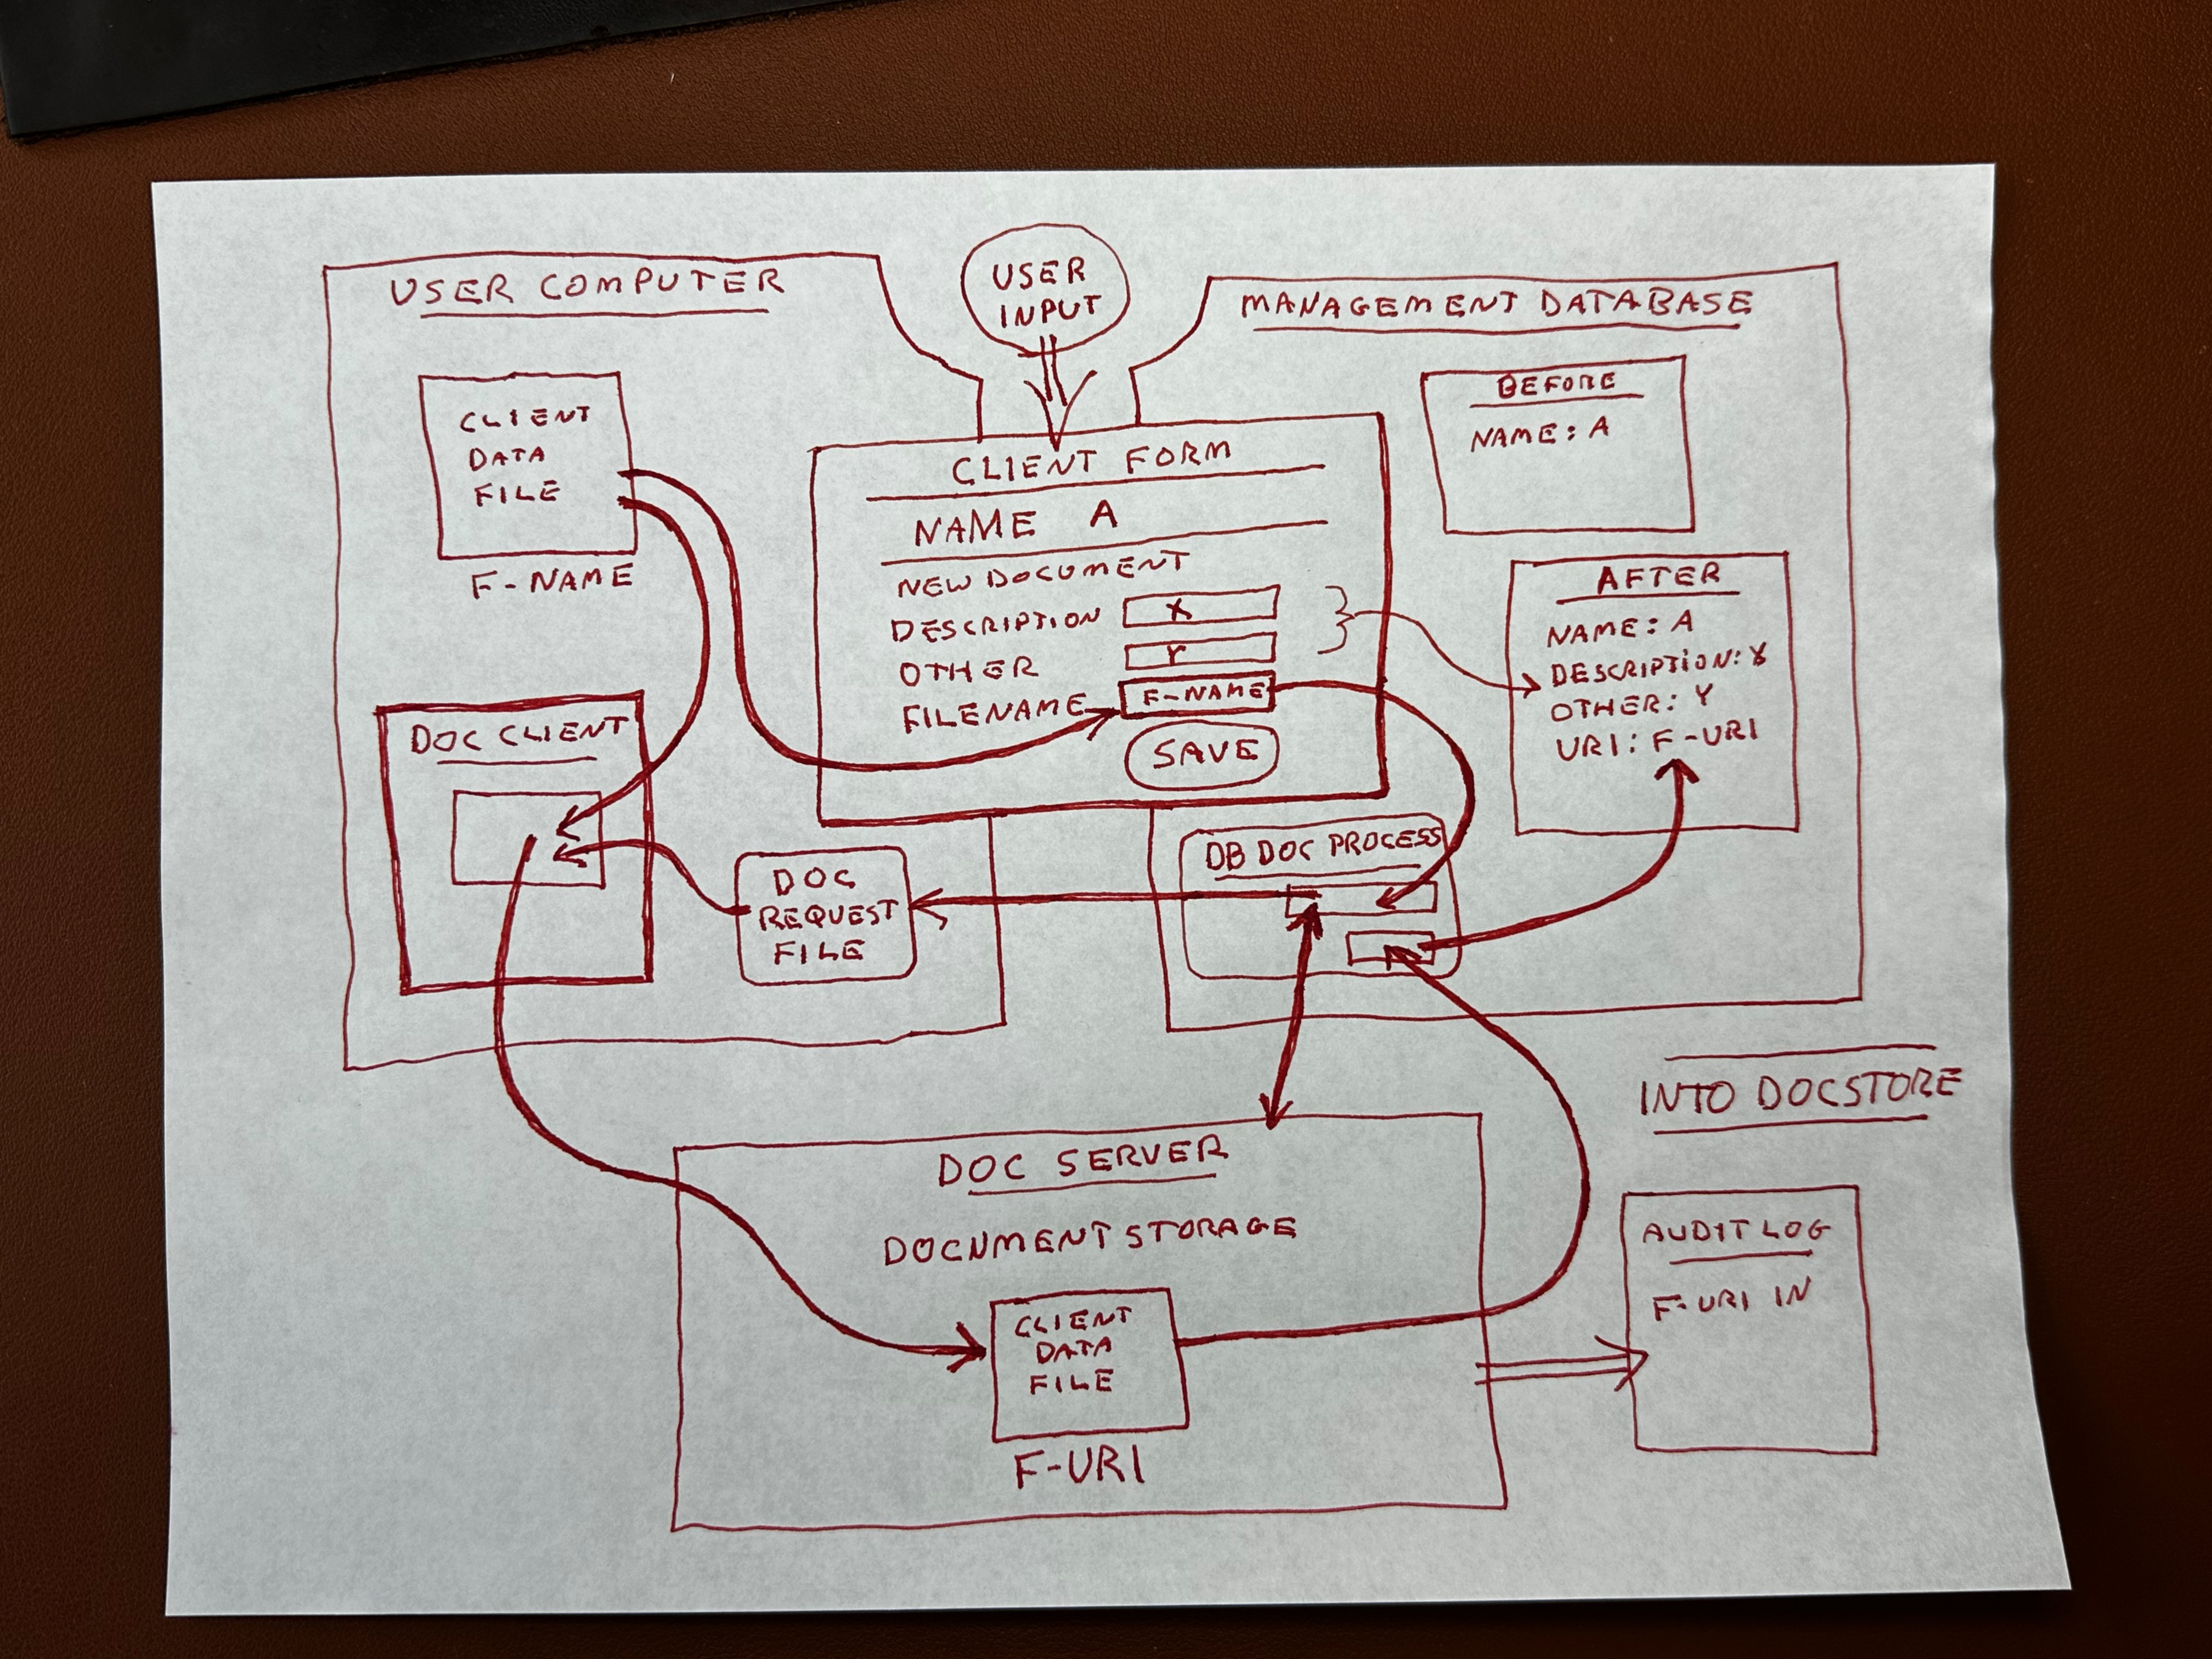 USER COMPUTER
USER
INPUT
MANAGEMENT DATABASE
CLIENT
DATA
FILE
F-NAME
CLIENT FORM
NAME A
NEW DOCUMENT
DESCRIPTION X
OTHER Y
FILENAME F-NAME
SAVE
BEFORE
NAME: A
AFTER
NAME: A
DESCRIPTION: X
OTHER: Y
URI: F-URI
DOC CLIENT
DOC
REQUEST
FILE
DB DOC PROCESS
INTO DOCSTORE
DOC SERVER
DOCUMENT STORAGE
CLIENT
DATA
FILE
F-URI
AUDIT LOG
F-URI IN